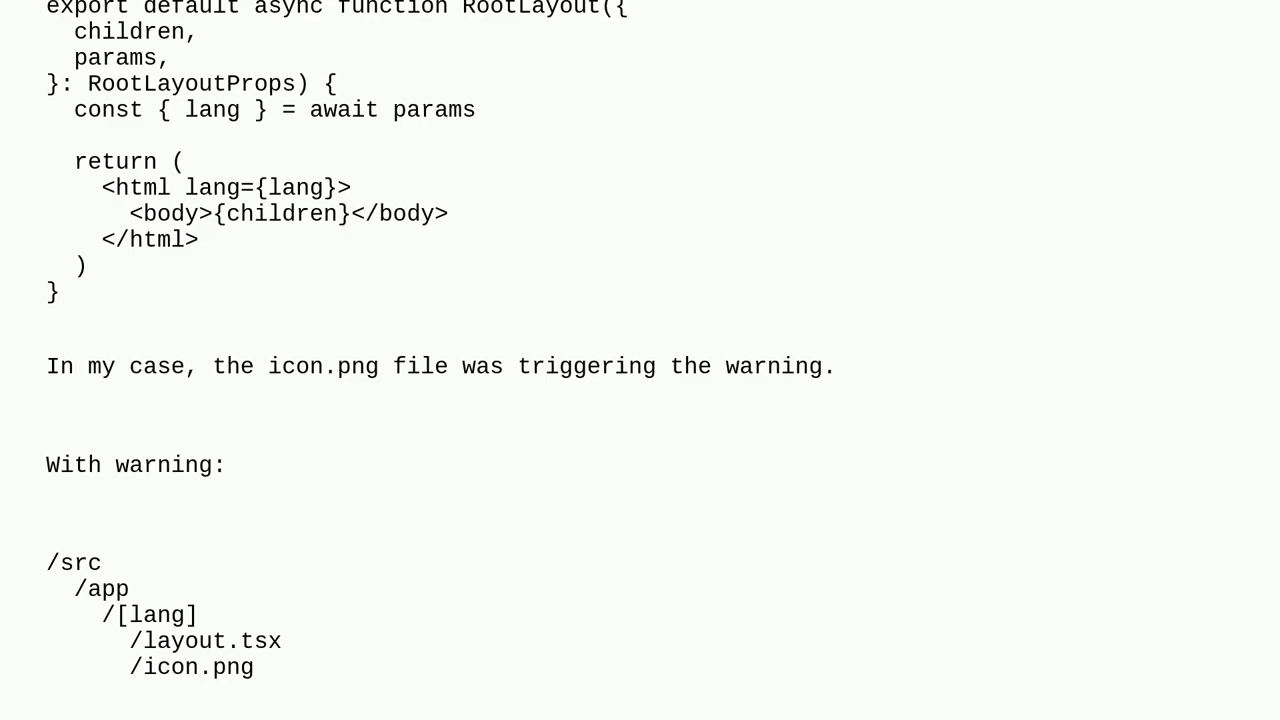 export default async function RootLayout({
  children,
  params,
}: RootLayoutProps) {
  const { lang } = await params
  return (
    <html lang={lang}>
      <body>{children}</body>
    </html>
  )
}
In my case, the icon.png file was triggering the warning.
With warning:
/src
  /app
    /[lang]
      /layout.tsx
      /icon.png